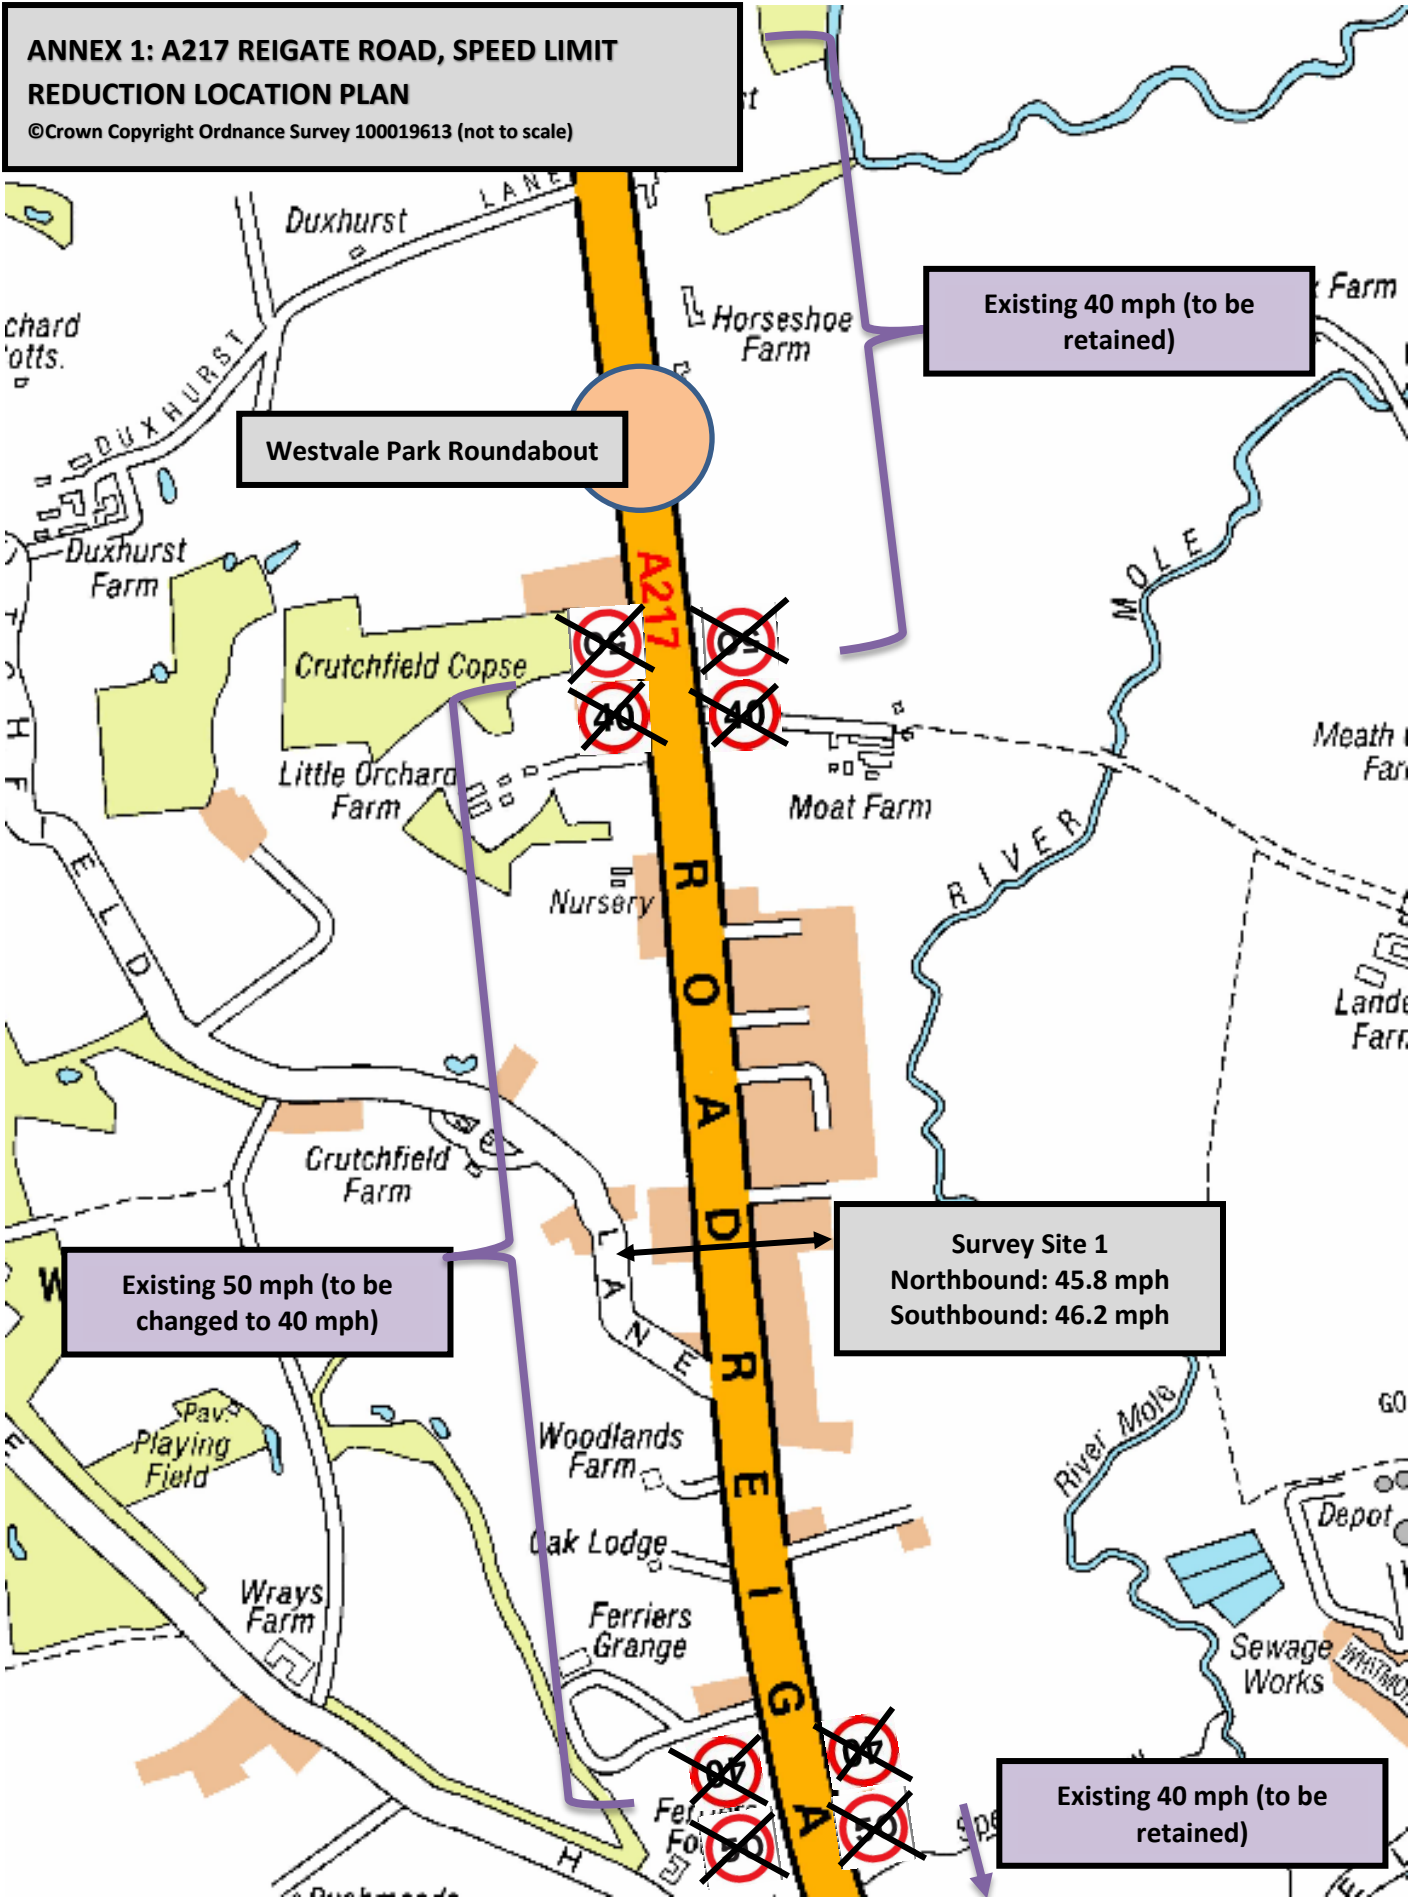 ANNEX 1: A217 REIGATE ROAD, SPEED LIMIT
REDUCTION LOCATION PLAN
©Crown Copyright Ordnance Survey 100019613 (not to scale)
LANE
Duxhurst
Existing 40 mph (to be
retained)
Farm
Horseshoe
Farm
DUXHURST
Westvale Park Roundabout
Duxhurst
Farm
A217
MOLE
50
50
Crutchfield Copse
40
40
Little Orchard
Farm
Moat Farm
Meath
RIVER
Nursery
ROAD
IELD
Crutchfield
Farm
LANE
Survey Site 1
Northbound: 45.8 mph
Southbound: 46.2 mph
Existing 50 mph (to be
changed to 40 mph)
REIGA
Pav.
Playing
Field
Woodlands
Farm
River Mole
Depot
Oak Lodge
Wrays
Farm
Ferriers
Grange
Sewage
Works
40
40
50
50
Existing 40 mph (to be
retained)
H